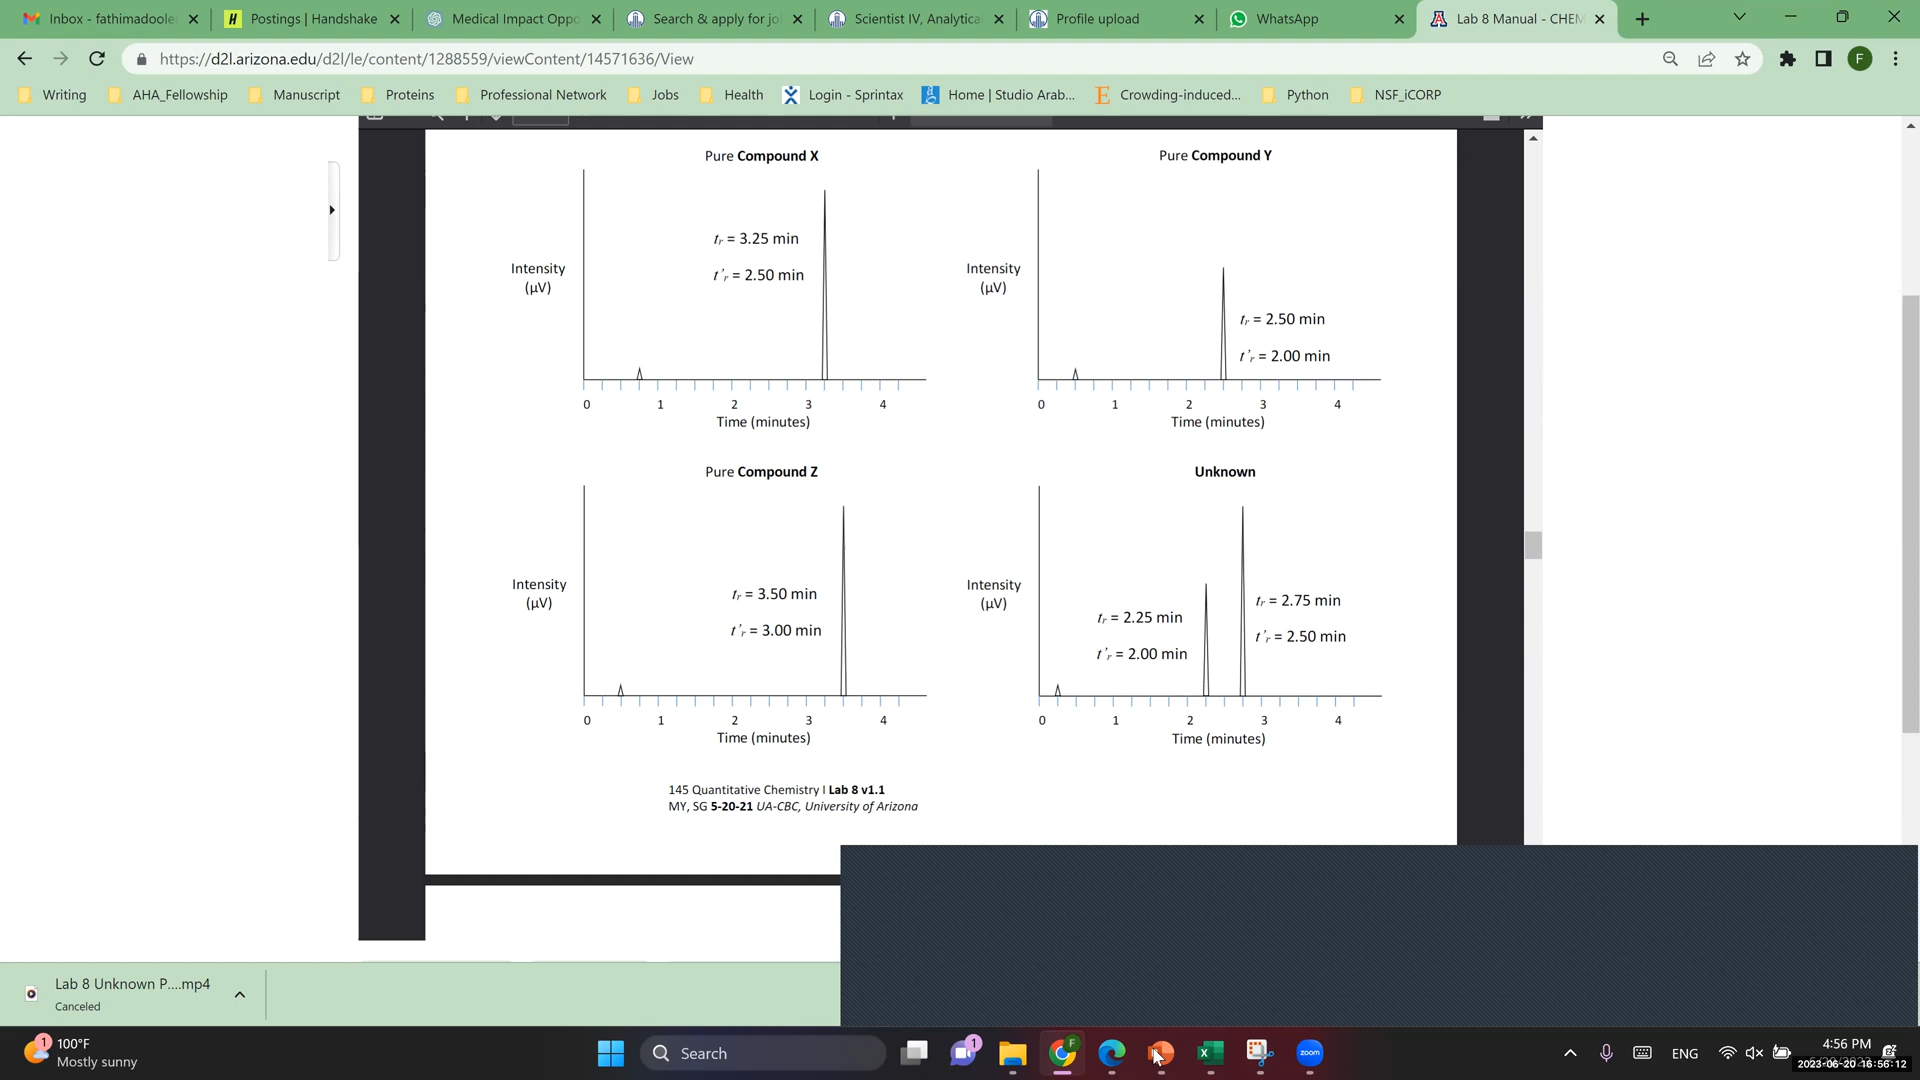 Inbox - fathimadoole
Postings | Handshake
Medical Impact Oppo
Search & apply for jo
Scientist IV, Analytica
Profile upload
WhatsApp
Lab 8 Manual - CHEM
https://d2l.arizona.edu/d2l/le/content/1288559/viewContent/14571636/View
F
Writing
AHA_Fellowship
Manuscript
Proteins
Professional Network
Jobs
Health
Login - Sprintax
Home | Studio Arab...
Crowding-induced...
Python
NSF_iCORP
Pure Compound X
tr = 3.25 min
t'r = 2.50 min
Intensity
(µV)
0 1 2 3 4
Time (minutes)
Pure Compound Y
Intensity
(µV)
tr = 2.50 min
t'r = 2.00 min
0 1 2 3 4
Time (minutes)
Pure Compound Z
Intensity
(µV)
tr = 3.50 min
t'r = 3.00 min
0 1 2 3 4
Time (minutes)
Unknown
Intensity
(µV)
tr = 2.25 min
t'r = 2.00 min
tr = 2.75 min
t'r = 2.50 min
0 1 2 3 4
Time (minutes)
145 Quantitative Chemistry I Lab 8 v1.1
MY, SG 5-20-21 UA-CBC, University of Arizona
Lab 8 Unknown P....mp4
Canceled
1
100°F
Mostly sunny
Search
1
F
zoom
ENG
4:56 PM
2023-06-20 16:56:12